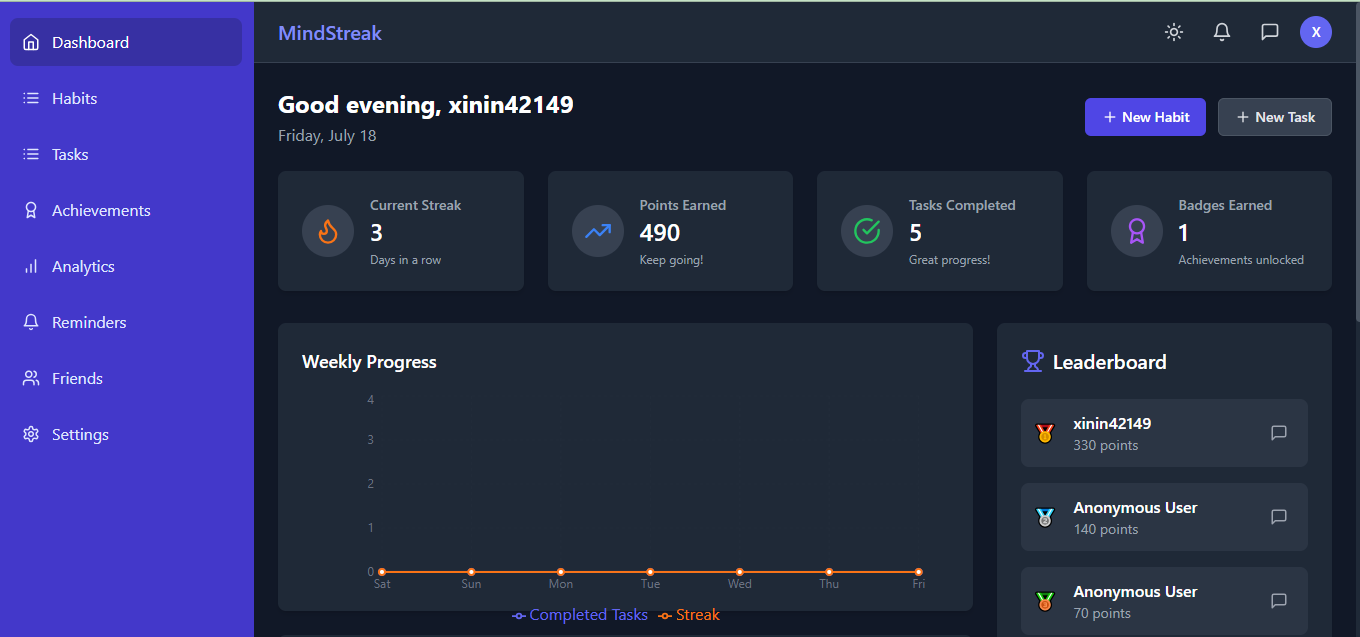 Dashboard
Habits
Tasks
Achievements
Analytics
Reminders
Friends
Settings
MindStreak
X
Good evening, xinin42149
Friday, July 18
+ New Habit
+ New Task
Current Streak
3
Days in a row
Points Earned
490
Keep going!
Tasks Completed
5
Great progress!
Badges Earned
1
Achievements unlocked
Weekly Progress
4
3
2
1
0
Sat Sun Mon Tue Wed Thu Fri
Completed Tasks Streak
Leaderboard
1
xinin42149
330 points
2
Anonymous User
140 points
3
Anonymous User
70 points